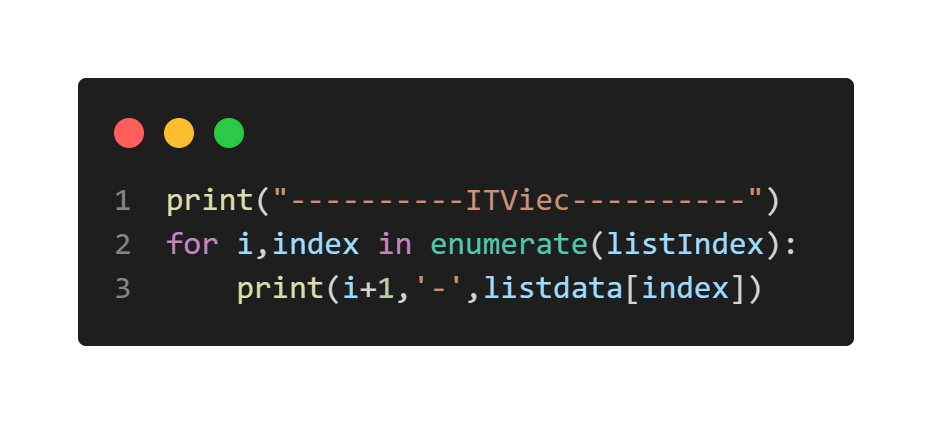 1 print("----------ITViec----------")
2 for i,index in enumerate(listIndex):
3     print(i+1,'-',listdata[index])